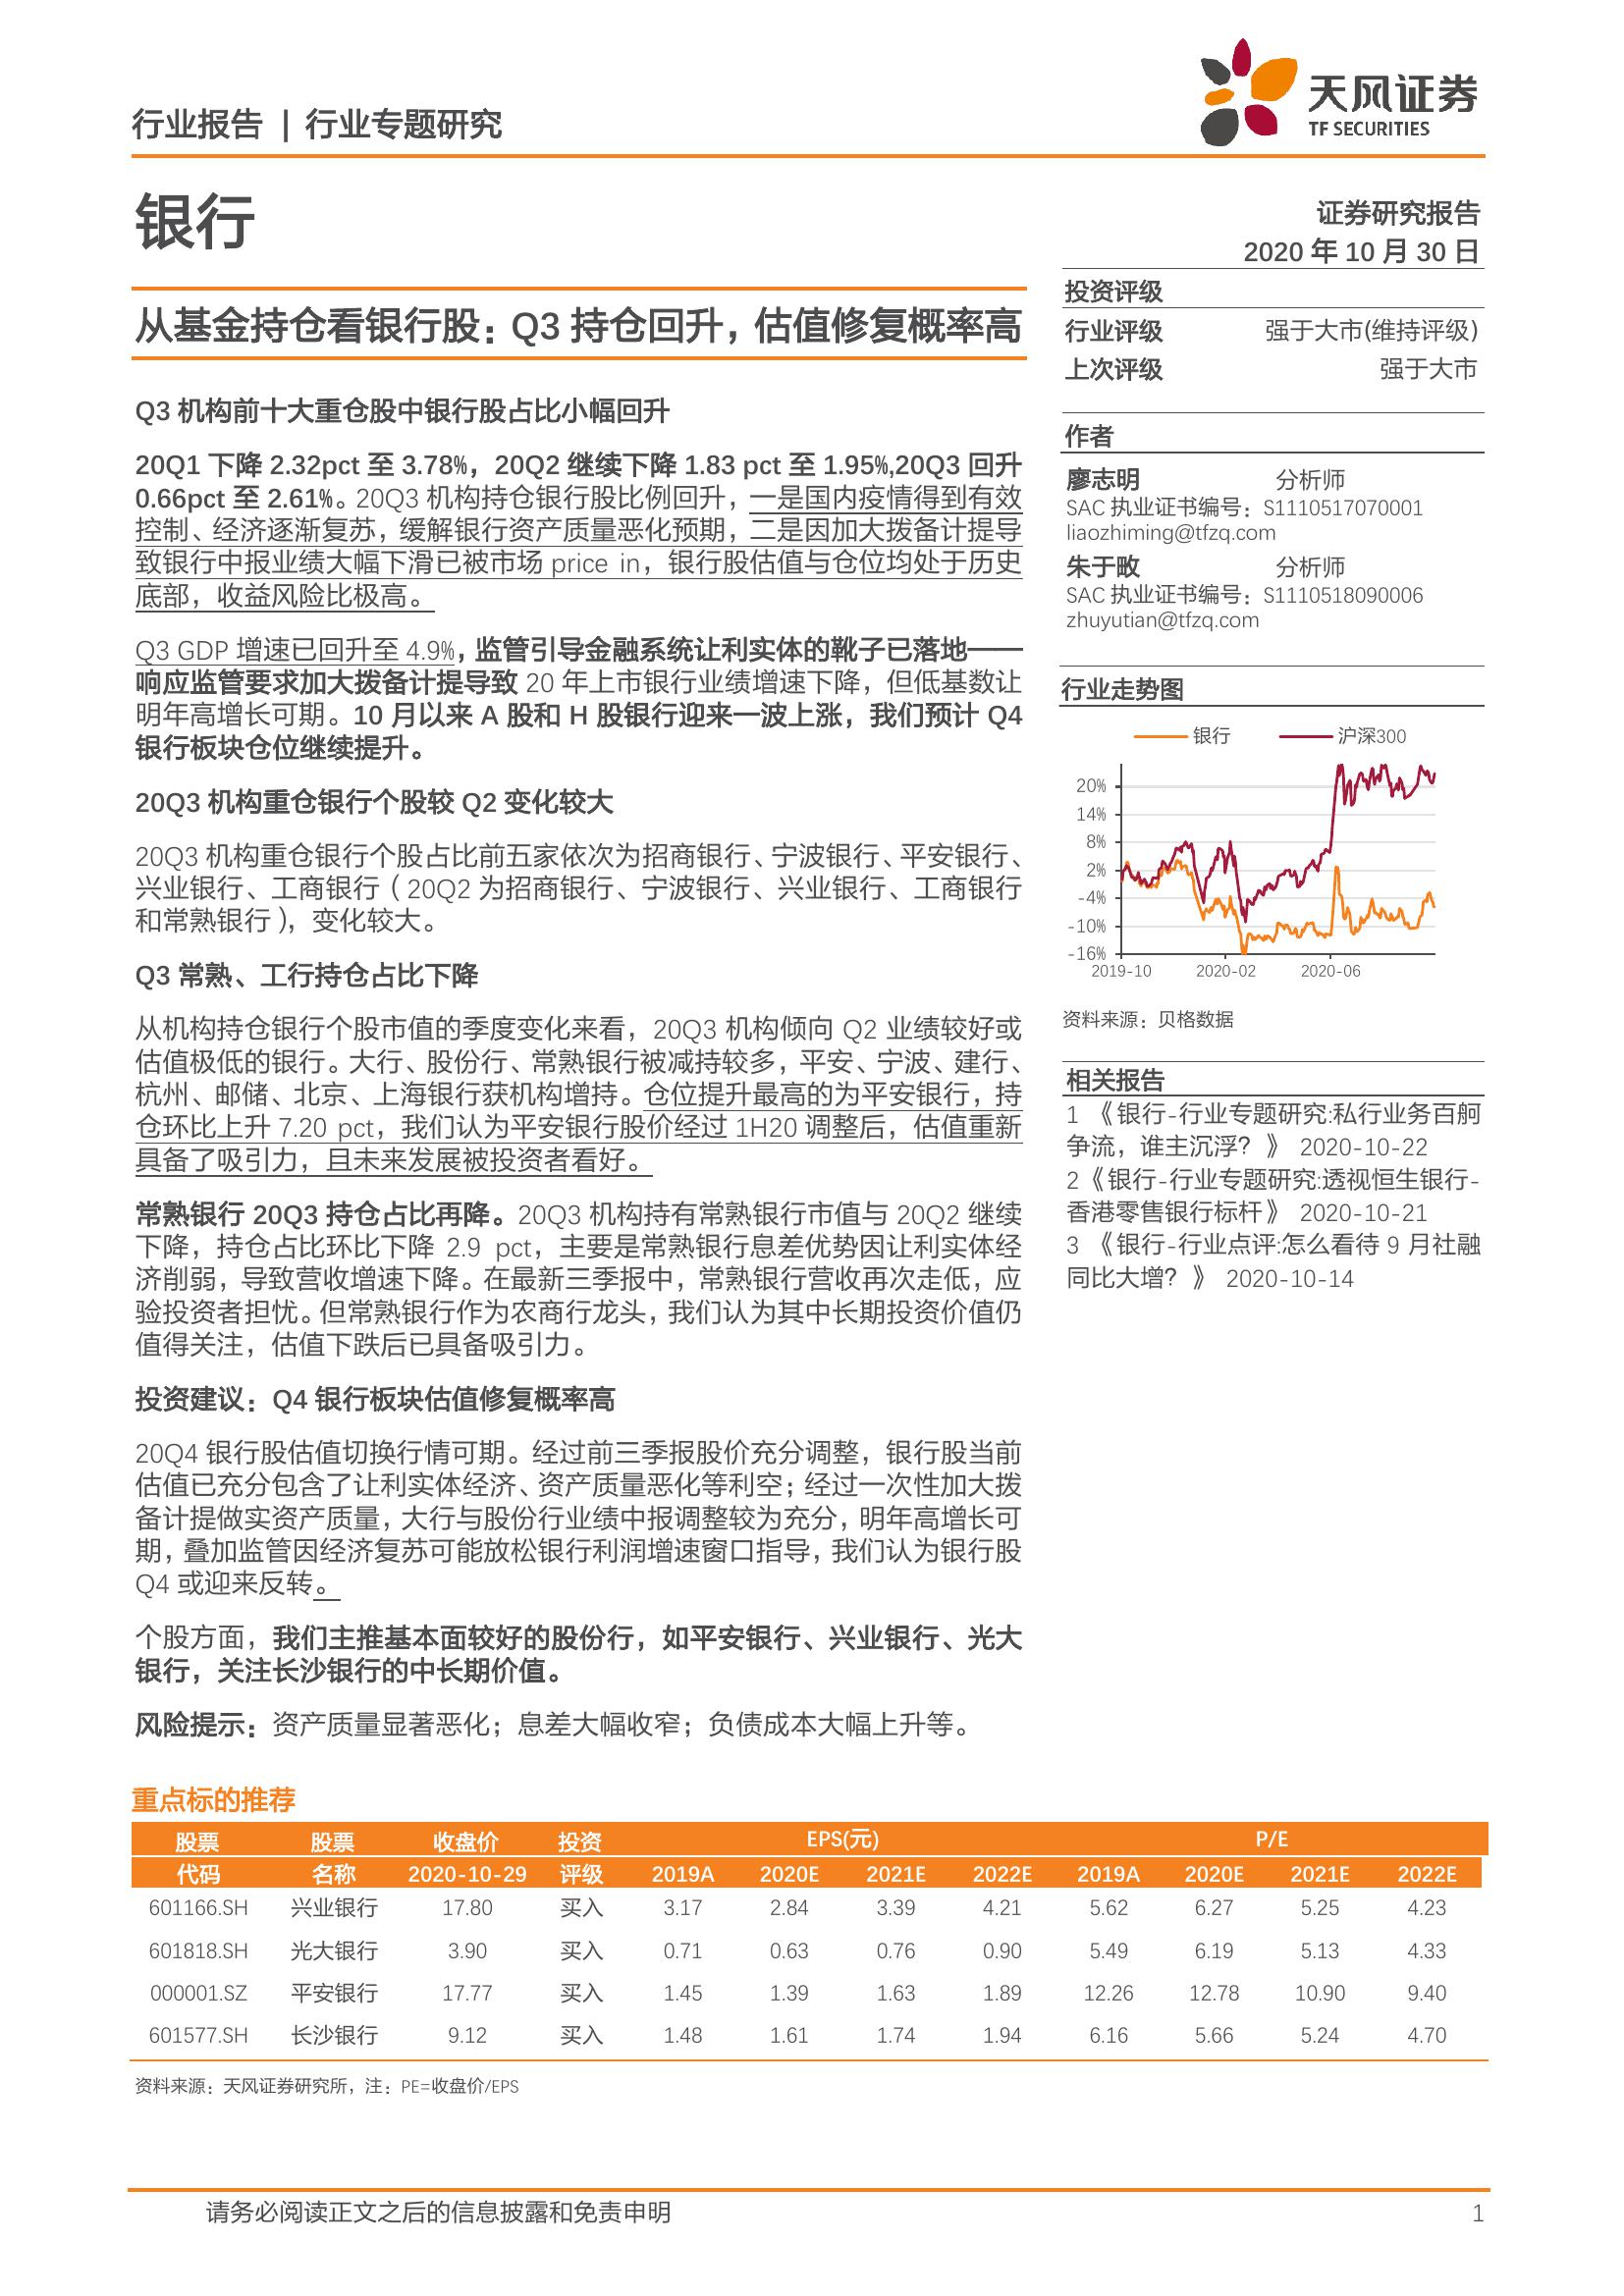 行业报告 | 行业专题研究
天风证券
TF SECURITIES
银行
证券研究报告
2020 年 10 月 30 日
从基金持仓看银行股：Q3 持仓回升，估值修复概率高
Q3 机构前十大重仓股中银行股占比小幅回升
20Q1 下降 2.32pct 至 3.78%，20Q2 继续下降 1.83 pct 至 1.95%,20Q3 回升
0.66pct 至 2.61%。20Q3 机构持仓银行股比例回升，一是国内疫情得到有效
控制、经济逐渐复苏，缓解银行资产质量恶化预期，二是因加大拨备计提导
致银行中报业绩大幅下滑已被市场 price in，银行股估值与仓位均处于历史
底部，收益风险比极高。
Q3 GDP 增速已回升至 4.9%，监管引导金融系统让利实体的靴子已落地——
响应监管要求加大拨备计提导致 20 年上市银行业绩增速下降，但低基数让
明年高增长可期。10 月以来 A 股和 H 股银行迎来一波上涨，我们预计 Q4
银行板块仓位继续提升。
20Q3 机构重仓银行个股较 Q2 变化较大
20Q3 机构重仓银行个股占比前五家依次为招商银行、宁波银行、平安银行、
兴业银行、工商银行（20Q2 为招商银行、宁波银行、兴业银行、工商银行
和常熟银行），变化较大。
Q3 常熟、工行持仓占比下降
从机构持仓银行个股市值的季度变化来看，20Q3 机构倾向 Q2 业绩较好或
估值极低的银行。大行、股份行、常熟银行被减持较多，平安、宁波、建行、
杭州、邮储、北京、上海银行获机构增持。仓位提升最高的为平安银行，持
仓环比上升 7.20 pct，我们认为平安银行股价经过 1H20 调整后，估值重新
具备了吸引力，且未来发展被投资者看好。
常熟银行 20Q3 持仓占比再降。20Q3 机构持有常熟银行市值与 20Q2 继续
下降，持仓占比环比下降 2.9 pct，主要是常熟银行息差优势因让利实体经
济削弱，导致营收增速下降。在最新三季报中，常熟银行营收再次走低，应
验投资者担忧。但常熟银行作为农商行龙头，我们认为其中长期投资价值仍
值得关注，估值下跌后已具备吸引力。
投资建议：Q4 银行板块估值修复概率高
20Q4 银行股估值切换行情可期。经过前三季报股价充分调整，银行股当前
估值已充分包含了让利实体经济、资产质量恶化等利空；经过一次性加大拨
备计提做实资产质量，大行与股份行业绩中报调整较为充分，明年高增长可
期，叠加监管因经济复苏可能放松银行利润增速窗口指导，我们认为银行股
Q4 或迎来反转。
个股方面，我们主推基本面较好的股份行，如平安银行、兴业银行、光大
银行，关注长沙银行的中长期价值。
风险提示：资产质量显著恶化；息差大幅收窄；负债成本大幅上升等。
投资评级
行业评级 强于大市(维持评级)
上次评级 强于大市
作者
廖志明 分析师
SAC 执业证书编号：S1110517070001
liaozhiming@tfzq.com
朱于畋 分析师
SAC 执业证书编号：S1110518090006
zhuyutian@tfzq.com
行业走势图
银行 沪深300
20%
14%
8%
2%
-4%
-10%
-16%
2019-10 2020-02 2020-06
资料来源：贝格数据
相关报告
1 《银行-行业专题研究:私行业务百舸
争流，谁主沉浮？》 2020-10-22
2《银行-行业专题研究:透视恒生银行-
香港零售银行标杆》 2020-10-21
3 《银行-行业点评:怎么看待 9 月社融
同比大增？》 2020-10-14
重点标的推荐
股票 股票 收盘价 投资 EPS(元) P/E
代码 名称 2020-10-29 评级 2019A 2020E 2021E 2022E 2019A 2020E 2021E 2022E
601166.SH 兴业银行 17.80 买入 3.17 2.84 3.39 4.21 5.62 6.27 5.25 4.23
601818.SH 光大银行 3.90 买入 0.71 0.63 0.76 0.90 5.49 6.19 5.13 4.33
000001.SZ 平安银行 17.77 买入 1.45 1.39 1.63 1.89 12.26 12.78 10.90 9.40
601577.SH 长沙银行 9.12 买入 1.48 1.61 1.74 1.94 6.16 5.66 5.24 4.70
资料来源：天风证券研究所，注：PE=收盘价/EPS
请务必阅读正文之后的信息披露和免责申明 1